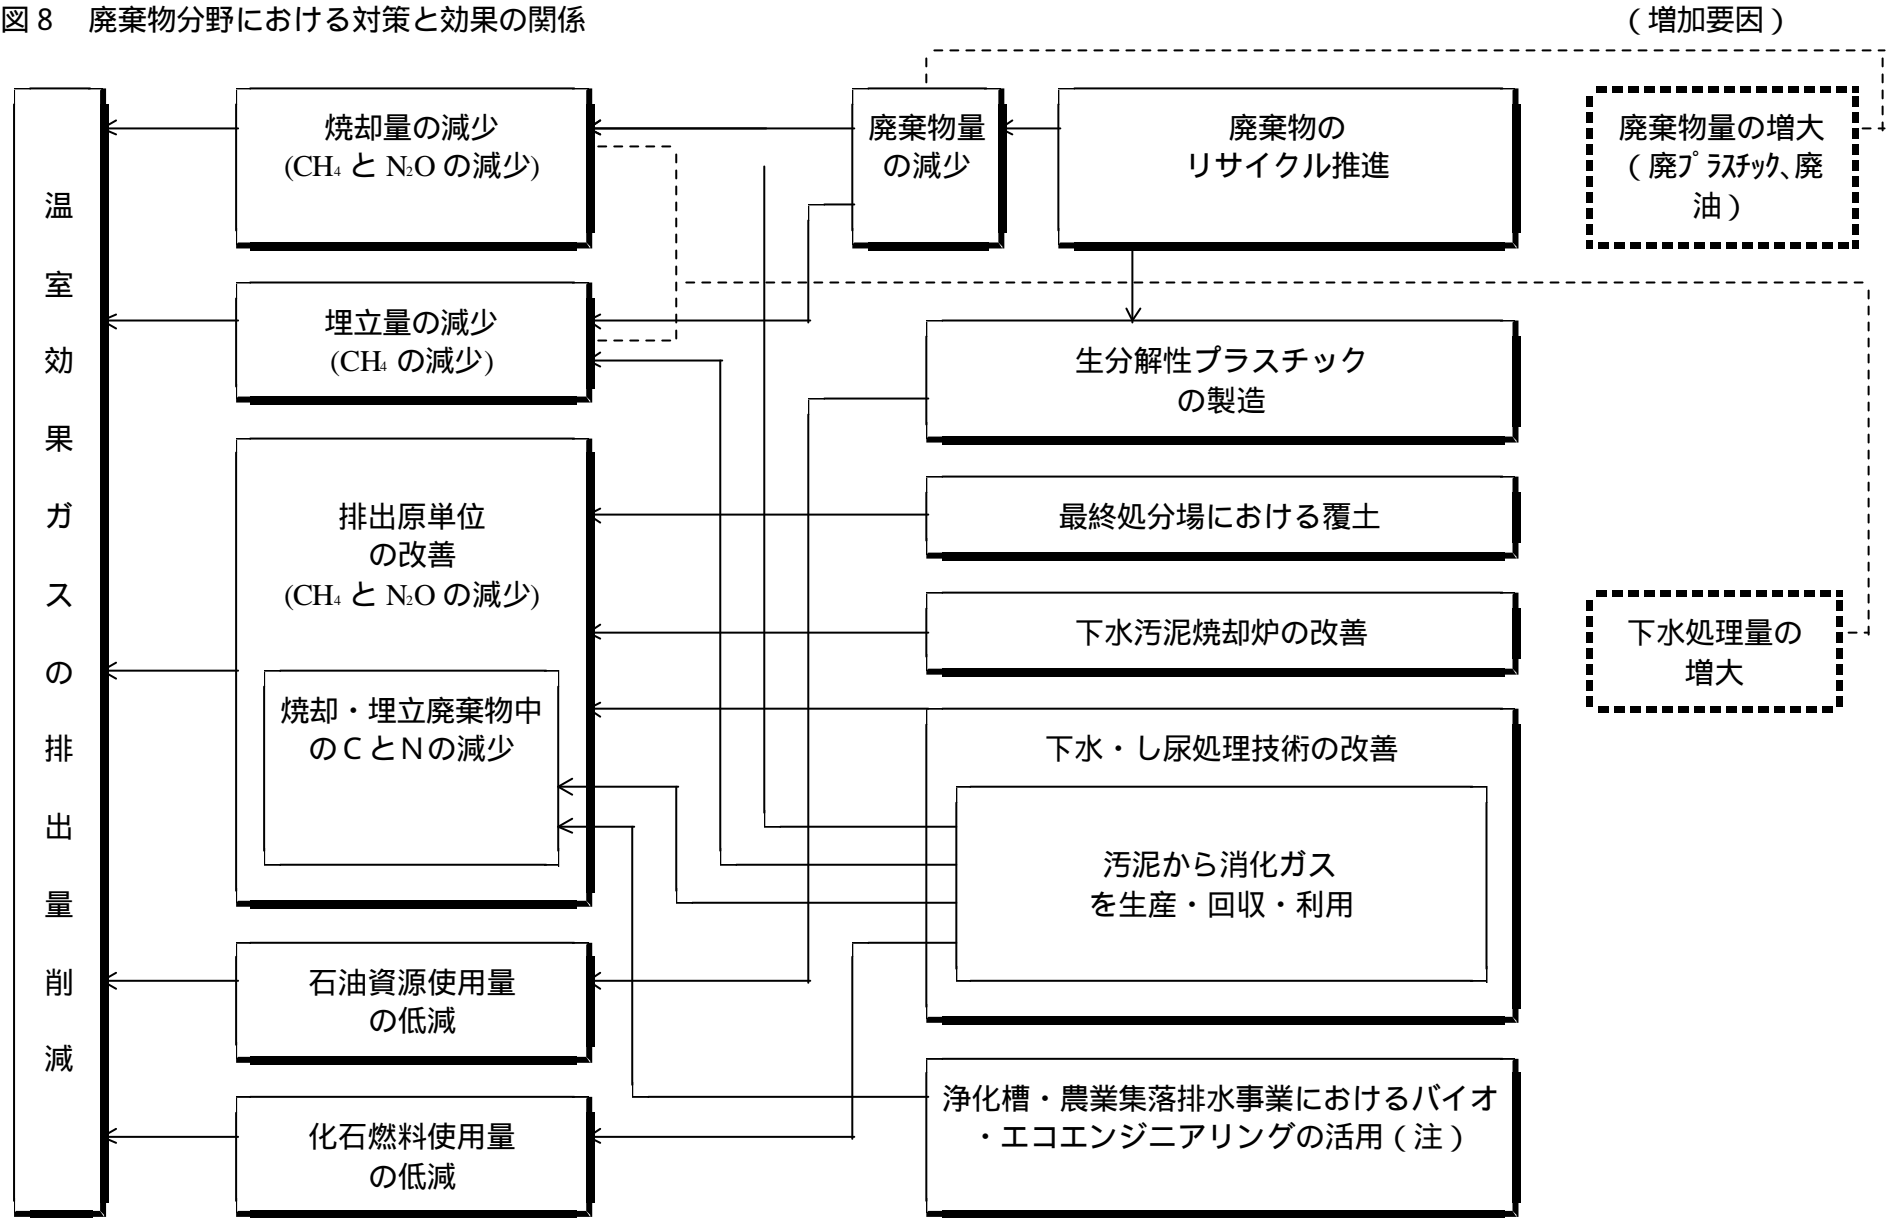 図8 廃棄物分野における対策と効果の関係
(増加要因)
温室効果ガスの排出量削減
焼却量の減少
(CH₄ と N₂O の減少)
廃棄物量
の減少
廃棄物の
リサイクル推進
廃棄物量の増大
(廃プラスチック、廃
油)
埋立量の減少
(CH₄ の減少)
生分解性プラスチック
の製造
排出原単位
の改善
(CH₄ と N₂O の減少)
最終処分場における覆土
下水汚泥焼却炉の改善
下水処理量の
増大
焼却・埋立廃棄物中
のCとNの減少
下水・し尿処理技術の改善
汚泥から消化ガス
を生産・回収・利用
石油資源使用量
の低減
化石燃料使用量
の低減
浄化槽・農業集落排水事業におけるバイオ
・エコエンジニアリングの活用(注)